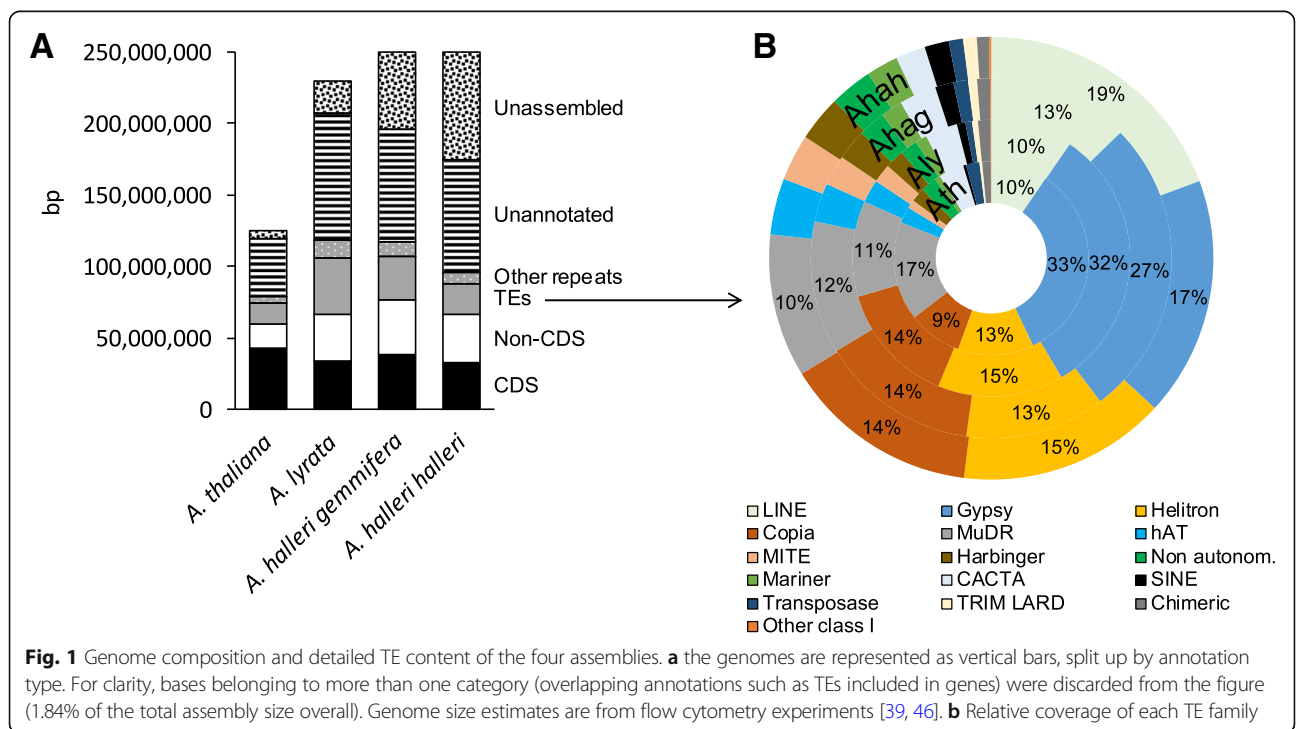 A
B
250,000,000
200,000,000
150,000,000
100,000,000
50,000,000
0
bp
Unassembled
Unannotated
Other repeats
TEs
Non-CDS
CDS
A. thaliana
A. lyrata
A. halleri gemmifera
A. halleri halleri
Ahah
Ahag
Aly
Ath
19%
13%
10%
10%
33%
32%
27%
17%
13%
15%
13%
15%
9%
14%
14%
14%
17%
11%
12%
10%
LINE Gypsy Helitron
Copia MuDR hAT
MITE Harbinger Non autonom.
Mariner CACTA SINE
Transposase TRIM LARD Chimeric
Other class I
Fig. 1 Genome composition and detailed TE content of the four assemblies. a the genomes are represented as vertical bars, split up by annotation
type. For clarity, bases belonging to more than one category (overlapping annotations such as TEs included in genes) were discarded from the figure
(1.84% of the total assembly size overall). Genome size estimates are from flow cytometry experiments [39, 46]. b Relative coverage of each TE family